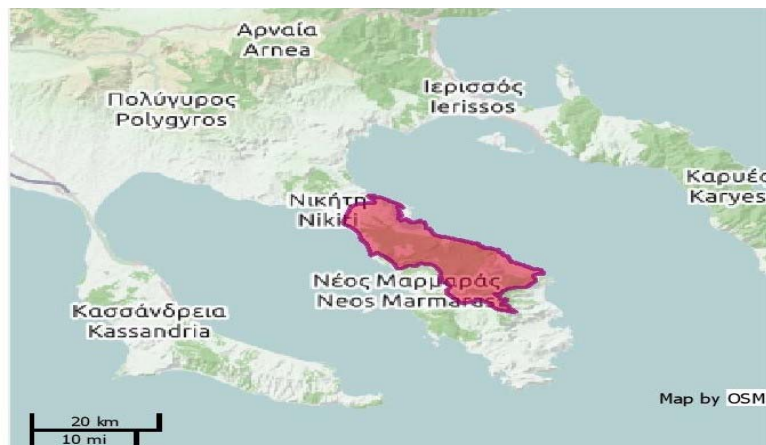 Αρναία
Arnea
Ιερισσός
Ierissos
Πολύγυρος
Polygyros
Καρυές
Karyes
Νικήτη
Nikiti
Νέος Μαρμαράς
Neos Marmaras
Κασσάνδρεια
Kassandria
Map by OSM
20 km
10 mi